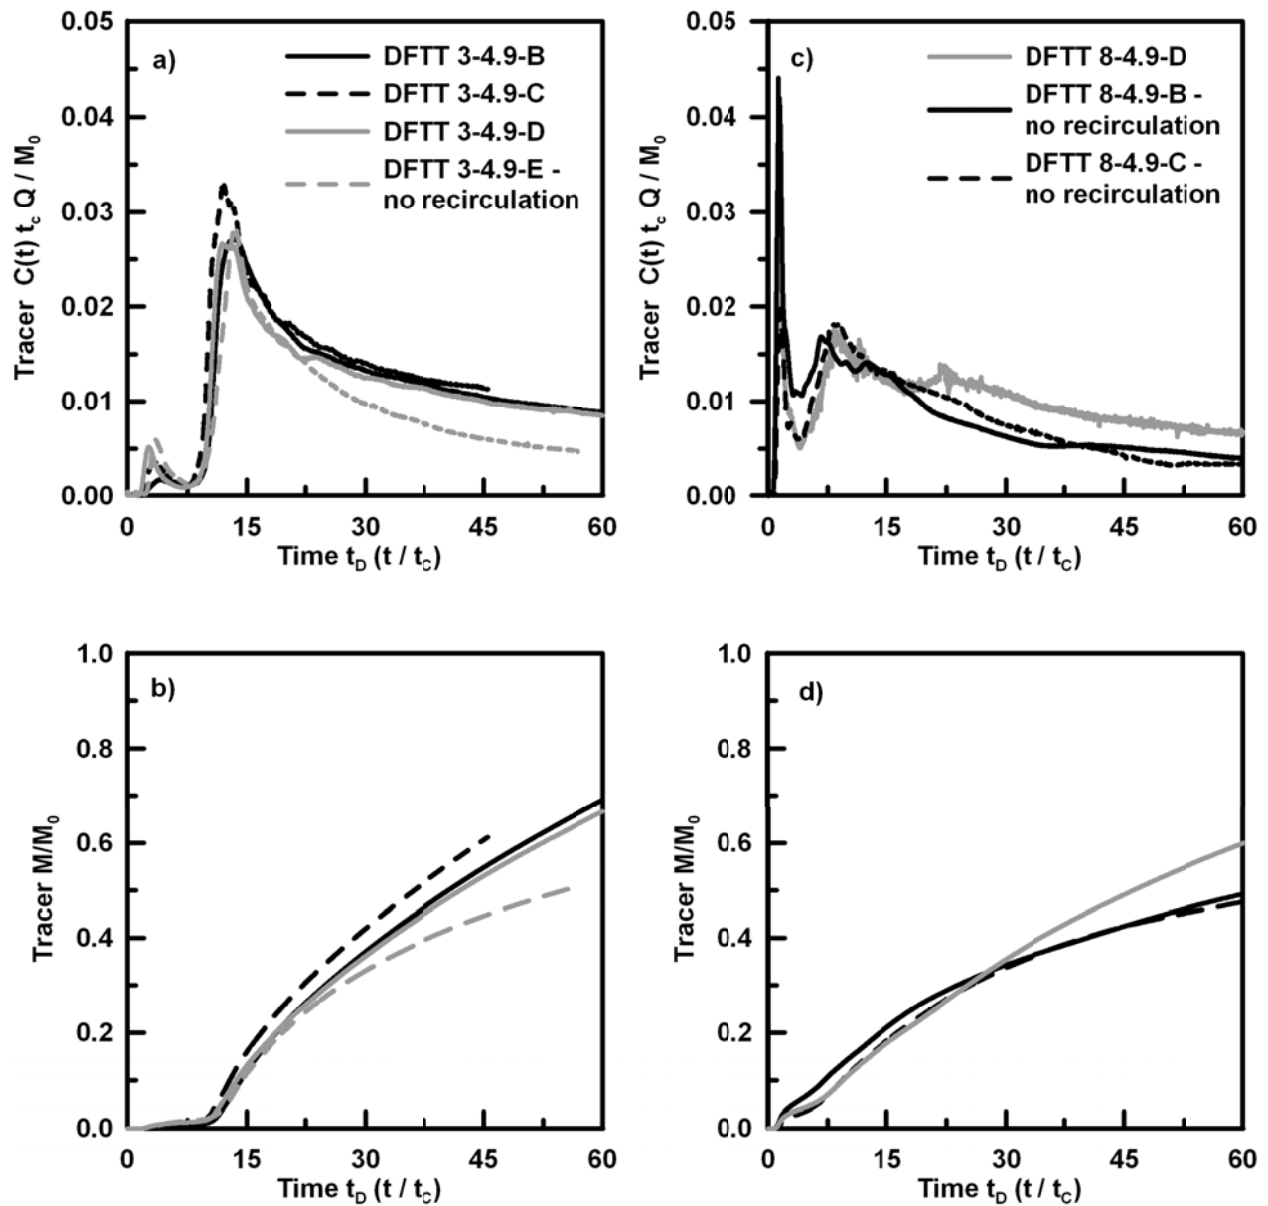 a)
DFTT 3-4.9-B
DFTT 3-4.9-C
DFTT 3-4.9-D
DFTT 3-4.9-E -
no recirculation
0.05
0.04
0.03
0.02
0.01
0.00
Tracer C(t) t_c Q / M_0
0 15 30 45 60
Time t_D (t / t_C)
c)
DFTT 8-4.9-D
DFTT 8-4.9-B -
no recirculation
DFTT 8-4.9-C -
no recirculation
0.05
0.04
0.03
0.02
0.01
0.00
Tracer C(t) t_c Q / M_0
0 15 30 45 60
Time t_D (t / t_C)
b)
1.0
0.8
0.6
0.4
0.2
0.0
Tracer M/M_0
0 15 30 45 60
Time t_D (t / t_C)
d)
1.0
0.8
0.6
0.4
0.2
0.0
Tracer M/M_0
0 15 30 45 60
Time t_D (t / t_C)